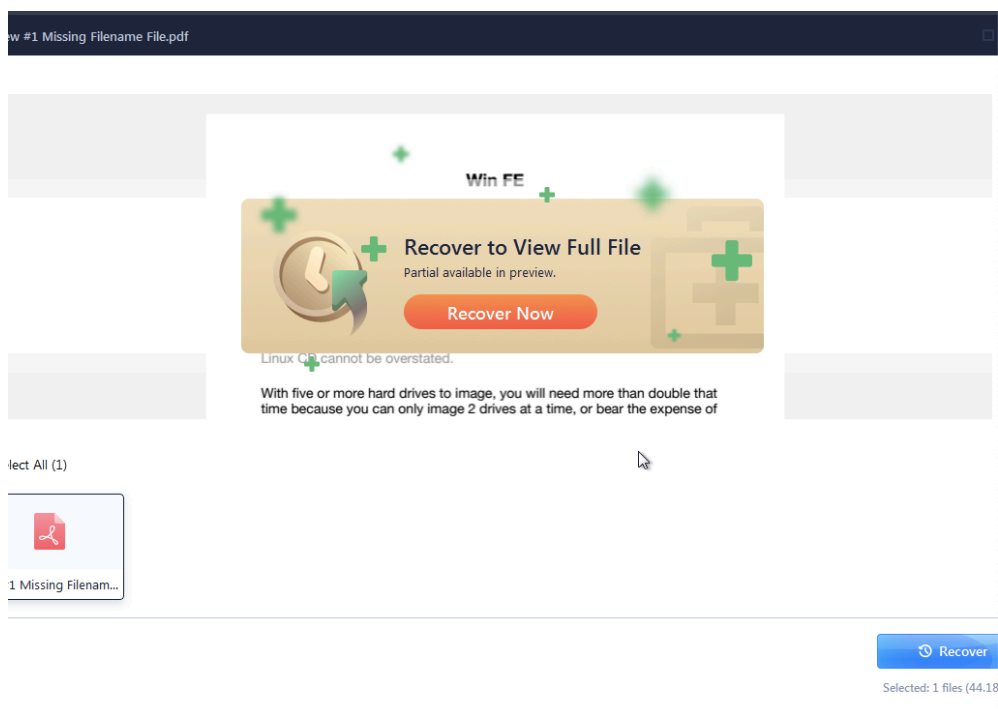 ew #1 Missing Filename File.pdf
Win FE
Recover to View Full File
Partial available in preview.
Recover Now
Linux CD cannot be overstated.
With five or more hard drives to image, you will need more than double that
time because you can only image 2 drives at a time, or bear the expense of
lect All (1)
1 Missing Filenam...
Recover
Selected: 1 files (44.18